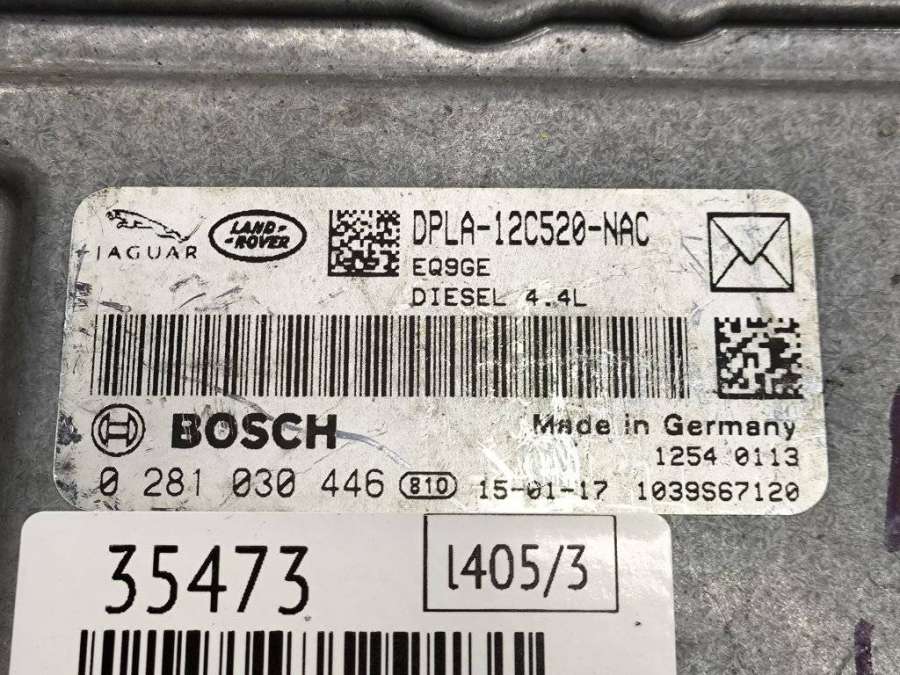 JAGUAR
LAND-
-ROVER
DPLA-12C520-NAC
EQ9GE
DIESEL 4.4L
BOSCH
Made in Germany
1254 0113
0 281 030 446 810 15-01-17 1039S67120
35473
l405/3